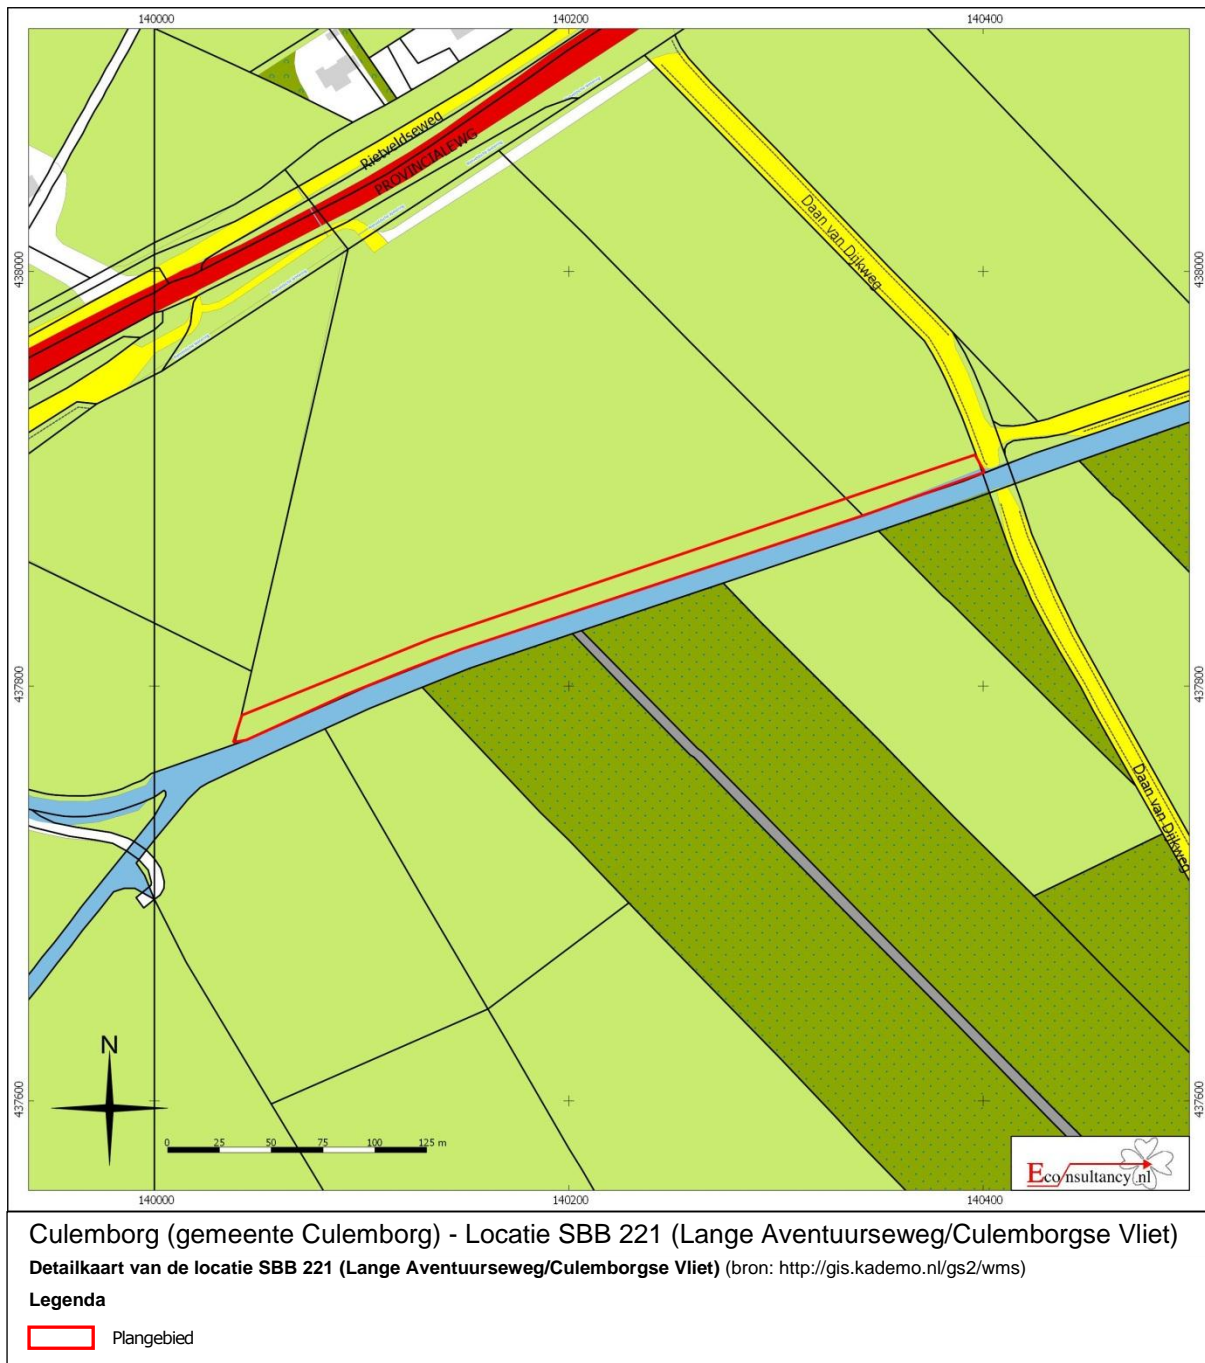 140000 140200 140400
Rietveldseweg
PROVINCIALEWG
Daan van Dijkweg
438000 438000
437800 437800
Daan van Dijkweg
N
437600 437600
0 25 50 75 100 125 m
Econsultancy.nl
140000 140200 140400
Culemborg (gemeente Culemborg) - Locatie SBB 221 (Lange Aventuurseweg/Culemborgse Vliet)
Detailkaart van de locatie SBB 221 (Lange Aventuurseweg/Culemborgse Vliet) (bron: http://gis.kademo.nl/gs2/wms)
Legenda
Plangebied